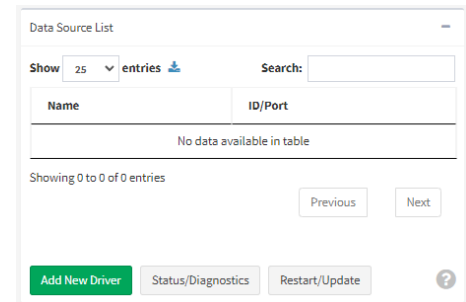 Data Source List
Show 25 entries Search:
Name ID/Port
No data available in table
Showing 0 to 0 of 0 entries
Previous Next
Add New Driver Status/Diagnostics Restart/Update ?